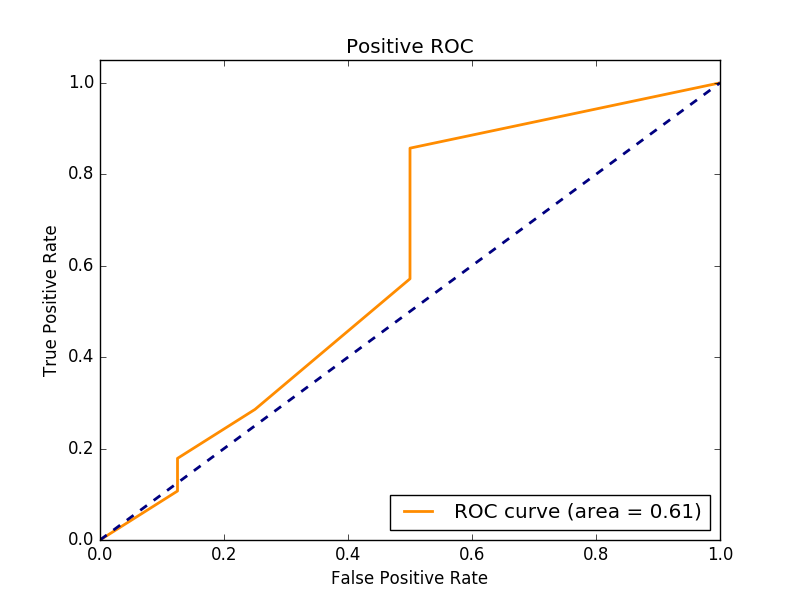 Positive ROC
True Positive Rate
1.0
0.8
0.6
0.4
0.2
0.0
0.0 0.2 0.4 0.6 0.8 1.0
False Positive Rate
ROC curve (area = 0.61)